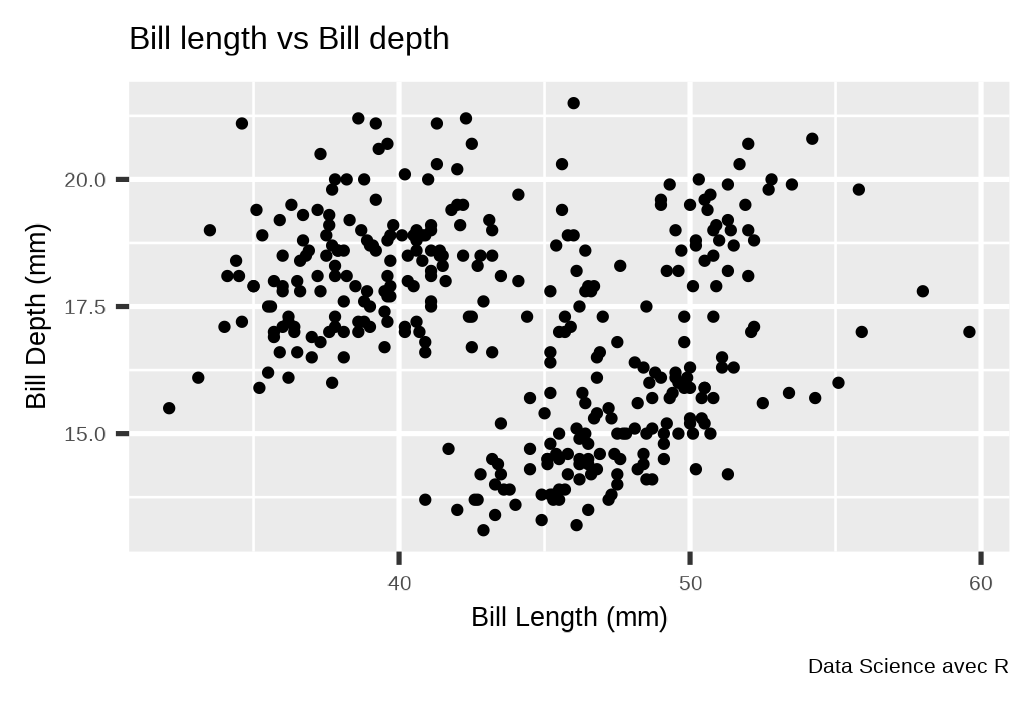 Bill length vs Bill depth
20.0
17.5
15.0
Bill Depth (mm)
40 50 60
Bill Length (mm)
Data Science avec R